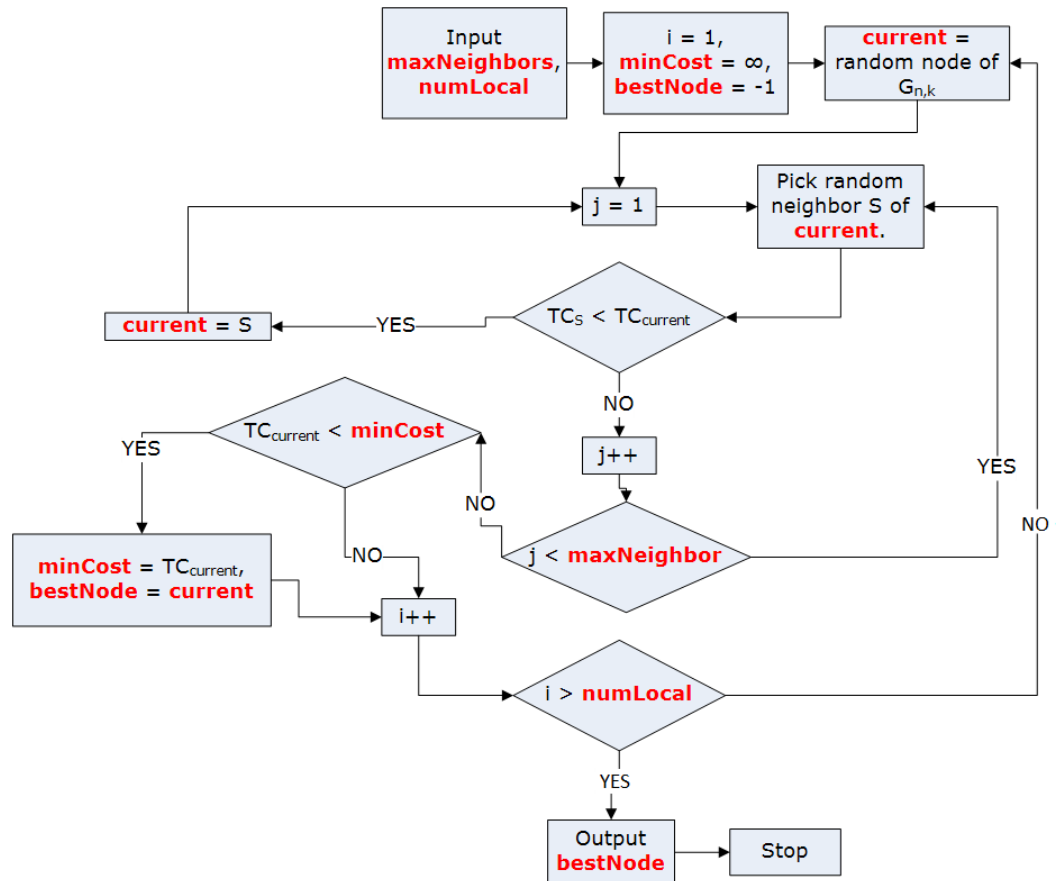 Input
maxNeighbors,
numLocal
i = 1,
minCost = ∞,
bestNode = -1
current =
random node of
Gn,k
j = 1
Pick random
neighbor S of
current.
current = S
YES
TCS < TCcurrent
NO
TCcurrent < minCost
YES
j++
YES
NO
NO
j < maxNeighbor
NO
minCost = TCcurrent,
bestNode = current
i++
i > numLocal
YES
Output
bestNode
Stop